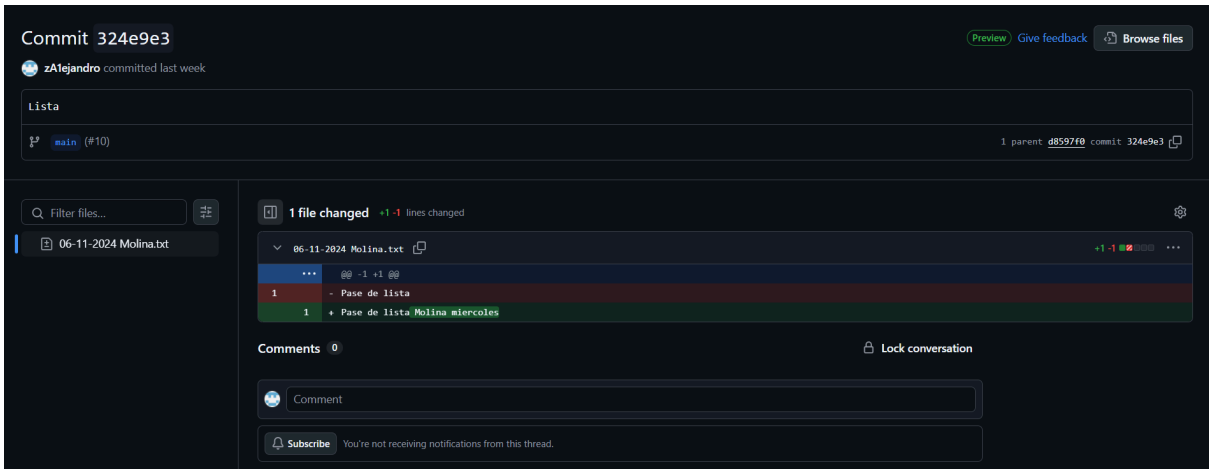 Commit 324e9e3
Preview Give feedback Browse files
zA1ejandro committed last week
Lista
main (#10)
1 parent d8597f0 commit 324e9e3
Filter files...
06-11-2024 Molina.txt
1 file changed +1 -1 lines changed
06-11-2024 Molina.txt
+1 -1
@@ -1 +1 @@
1 - Pase de lista
1 + Pase de lista Molina miercoles
Comments 0
Lock conversation
Comment
Subscribe You're not receiving notifications from this thread.